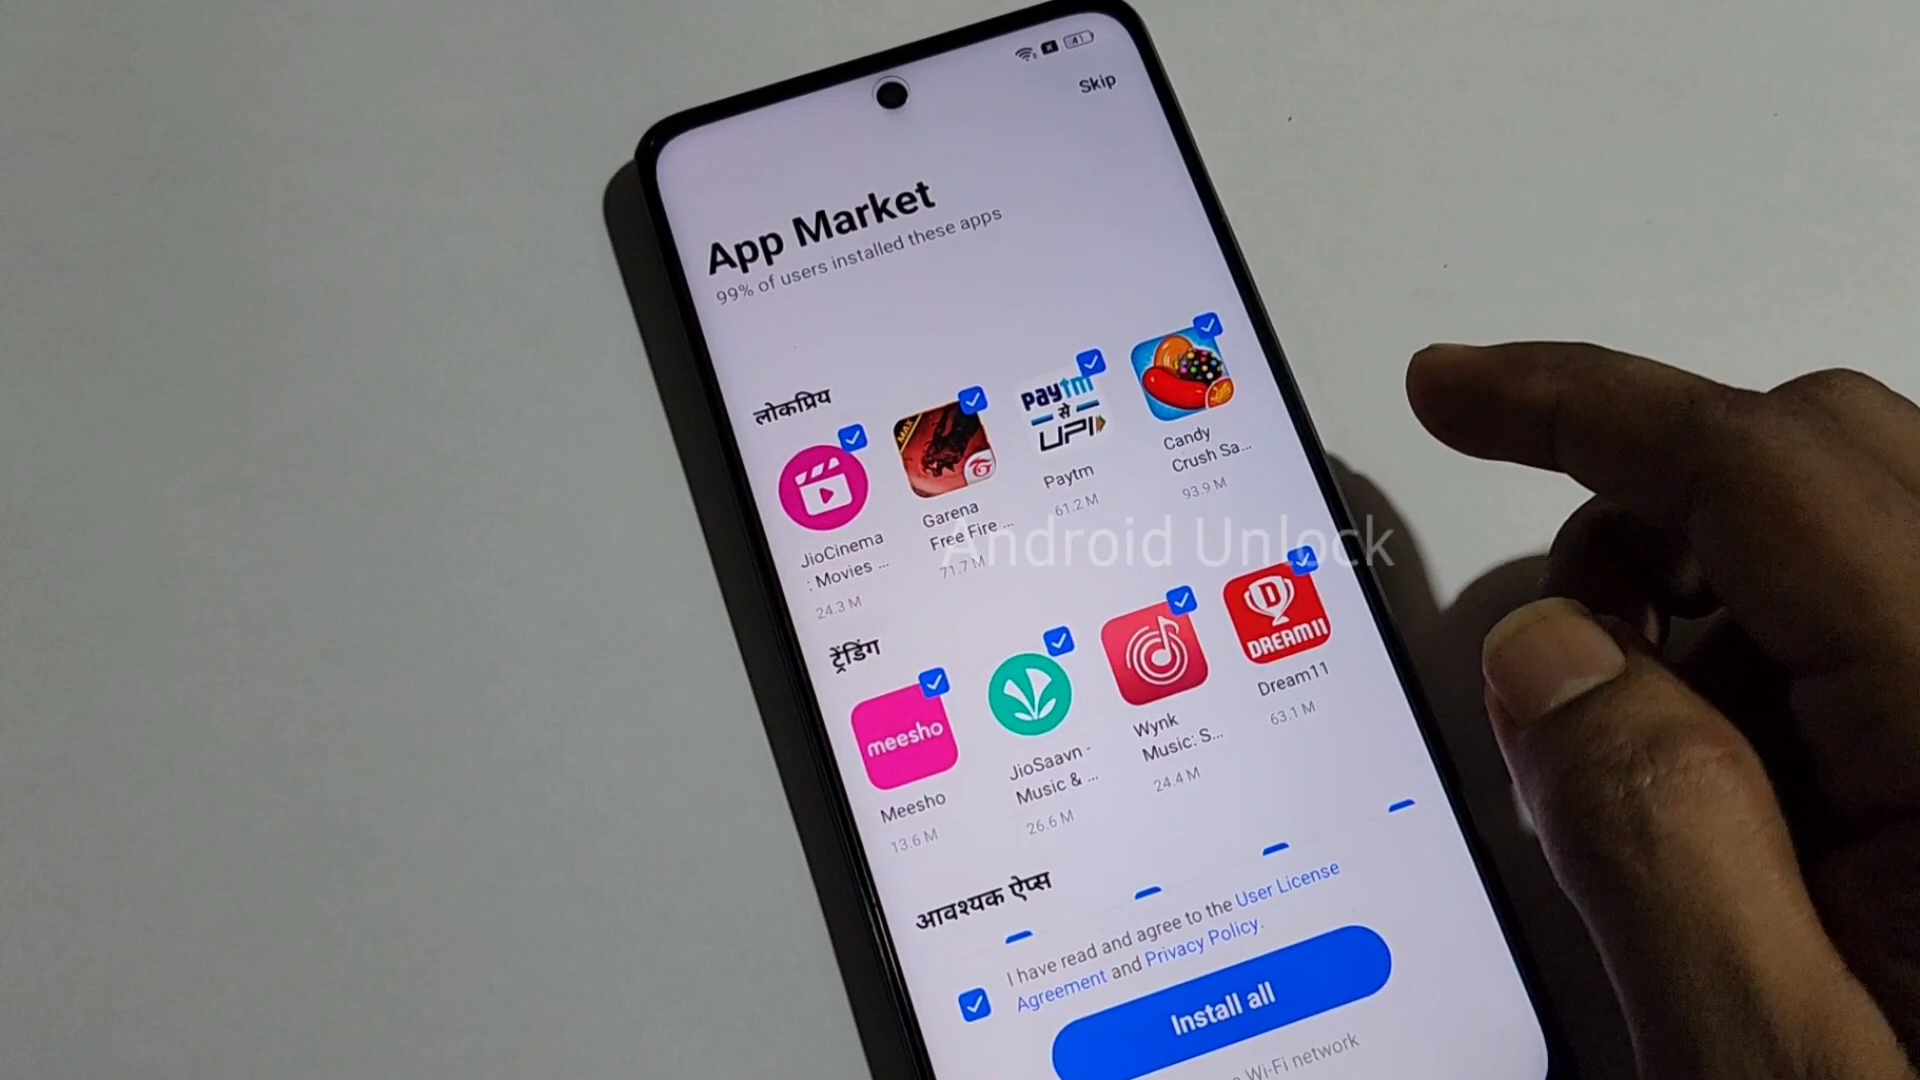 41
Skip
App Market
99% of users installed these apps
लोकप्रिय
MAX
Paytm
से
UPI
JioCinema
: Movies ...
24.3 M
Garena
Free Fire ...
71.7 M
Paytm
61.2 M
Candy
Crush Sa...
93.9 M
Android Unlock
ट्रेंडिंग
meesho
D
DREAM11
Meesho
13.6 M
JioSaavn -
Music & ...
26.6 M
Wynk
Music: S...
24.4 M
Dream11
63.1 M
आवश्यक ऐप्स
I have read and agree to the User License
Agreement and Privacy Policy.
Install all
Wi-Fi network